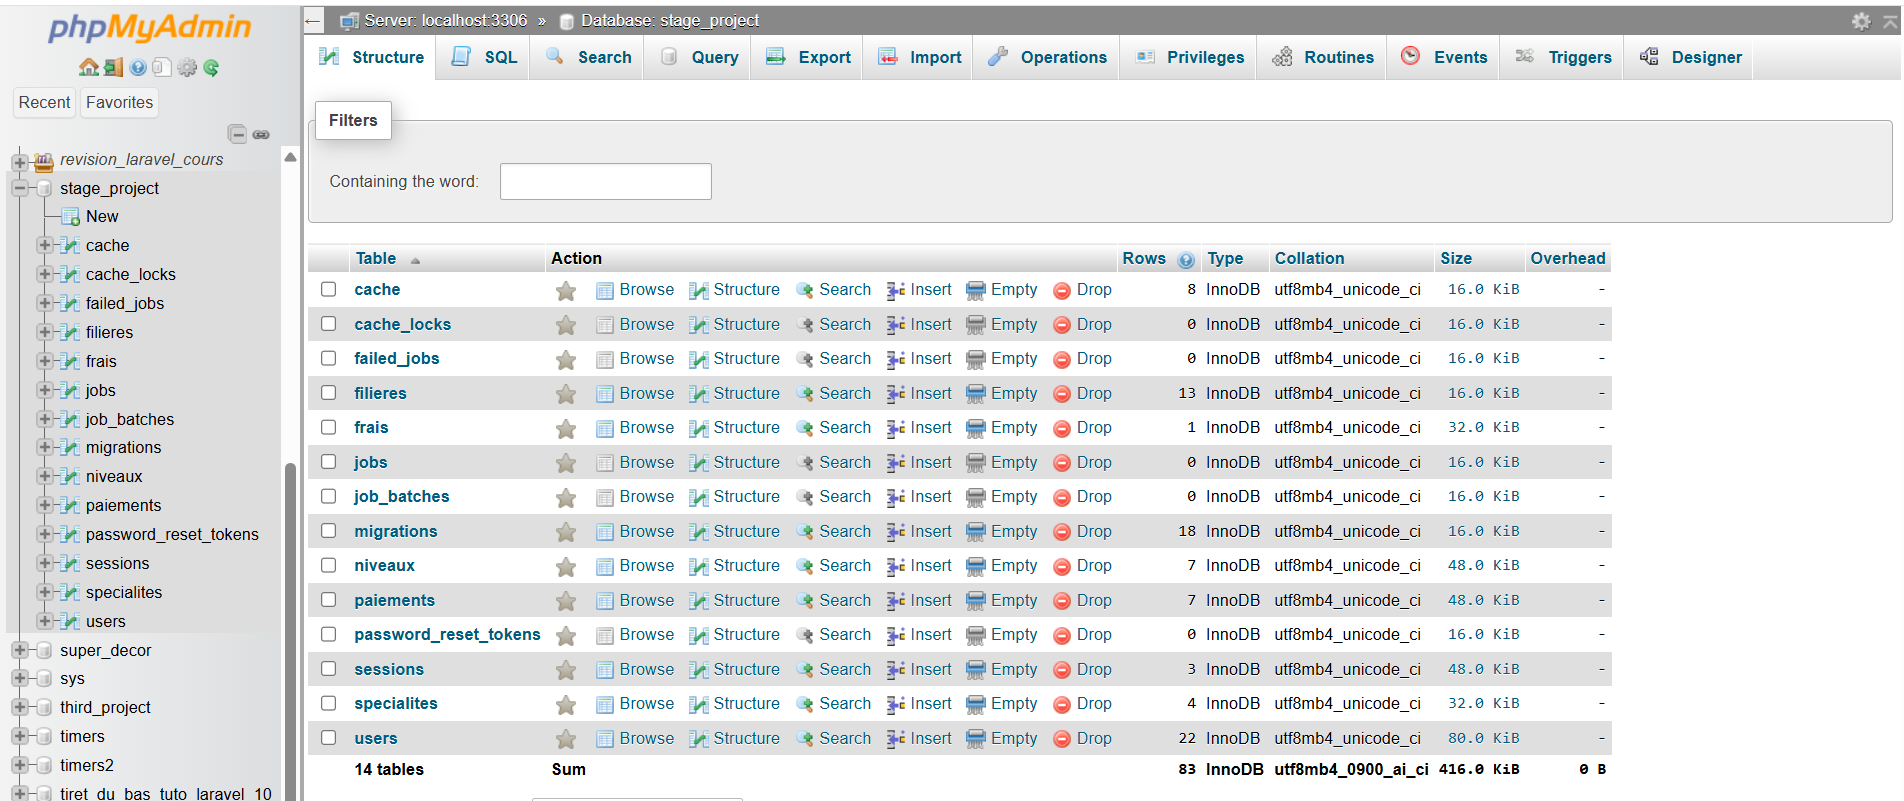 phpMyAdmin
Recent Favorites
revision_laravel_cours
stage_project
New
cache
cache_locks
failed_jobs
filieres
frais
jobs
job_batches
migrations
niveaux
paiements
password_reset_tokens
sessions
specialites
users
super_decor
sys
third_project
timers
timers2
tiret_du_bas_tuto_laravel_10
Server: localhost:3306 » Database: stage_project
Structure SQL Search Query Export Import Operations Privileges Routines Events Triggers Designer
Filters
Containing the word:
Table Action Rows Type Collation Size Overhead
cache Browse Structure Search Insert Empty Drop 8 InnoDB utf8mb4_unicode_ci 16.0 KiB -
cache_locks Browse Structure Search Insert Empty Drop 0 InnoDB utf8mb4_unicode_ci 16.0 KiB -
failed_jobs Browse Structure Search Insert Empty Drop 0 InnoDB utf8mb4_unicode_ci 16.0 KiB -
filieres Browse Structure Search Insert Empty Drop 13 InnoDB utf8mb4_unicode_ci 16.0 KiB -
frais Browse Structure Search Insert Empty Drop 1 InnoDB utf8mb4_unicode_ci 32.0 KiB -
jobs Browse Structure Search Insert Empty Drop 0 InnoDB utf8mb4_unicode_ci 16.0 KiB -
job_batches Browse Structure Search Insert Empty Drop 0 InnoDB utf8mb4_unicode_ci 16.0 KiB -
migrations Browse Structure Search Insert Empty Drop 18 InnoDB utf8mb4_unicode_ci 16.0 KiB -
niveaux Browse Structure Search Insert Empty Drop 7 InnoDB utf8mb4_unicode_ci 48.0 KiB -
paiements Browse Structure Search Insert Empty Drop 7 InnoDB utf8mb4_unicode_ci 48.0 KiB -
password_reset_tokens Browse Structure Search Insert Empty Drop 0 InnoDB utf8mb4_unicode_ci 16.0 KiB -
sessions Browse Structure Search Insert Empty Drop 3 InnoDB utf8mb4_unicode_ci 48.0 KiB -
specialites Browse Structure Search Insert Empty Drop 4 InnoDB utf8mb4_unicode_ci 32.0 KiB -
users Browse Structure Search Insert Empty Drop 22 InnoDB utf8mb4_unicode_ci 80.0 KiB -
14 tables Sum 83 InnoDB utf8mb4_0900_ai_ci 416.0 KiB 0 B